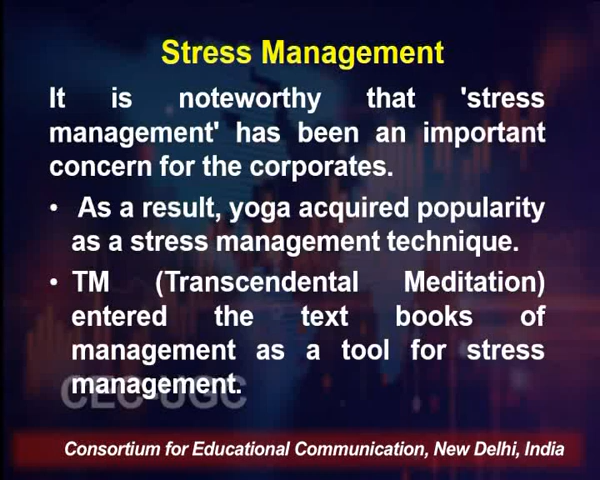 Stress Management
It is noteworthy that 'stress
management' has been an important
concern for the corporates.
• As a result, yoga acquired popularity
as a stress management technique.
• TM (Transcendental Meditation)
entered the text books of
management as a tool for stress
management.
CEC-UGC
Consortium for Educational Communication, New Delhi, India